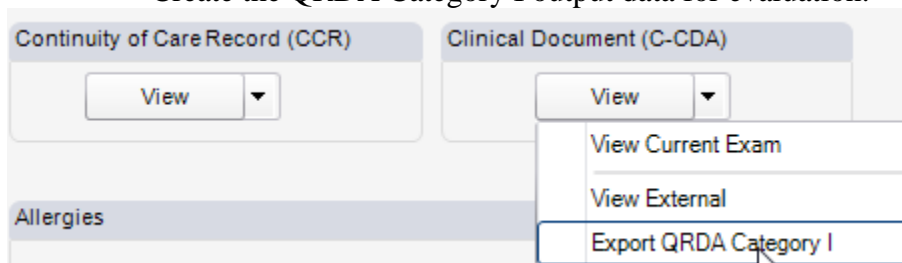 Create the QRDA Category I output data for evaluation.
Continuity of Care Record (CCR) Clinical Document (C-CDA)
View View
View Current Exam
View External
Allergies
Export QRDA Category I